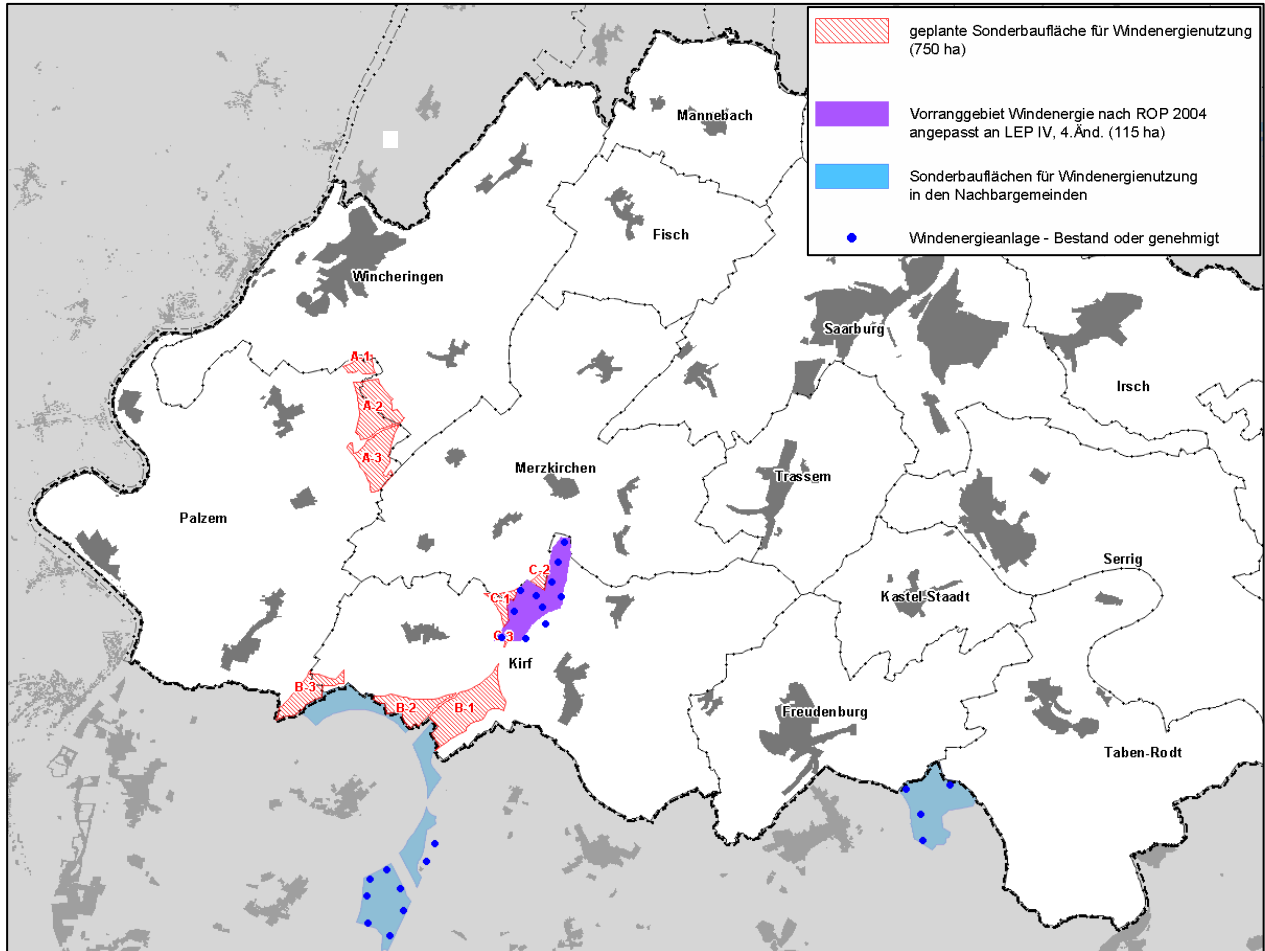 geplante Sonderbaufläche für Windenergienutzung
(750 ha)
Vorranggebiet Windenergie nach ROP 2004
angepasst an LEP IV, 4.Änd. (115 ha)
Sonderbauflächen für Windenergienutzung
in den Nachbargemeinden
Windenergieanlage - Bestand oder genehmigt
Mannebach
Fisch
Wincheringen
Saarburg
A-1
Irsch
A-2
A-3
Merzkirchen
Trassem
Palzem
Serrig
C-2
Kastel-Staadt
C-1
C-3
Kirf
B-3
B-2
B-1
Freudenburg
Taben-Rodt